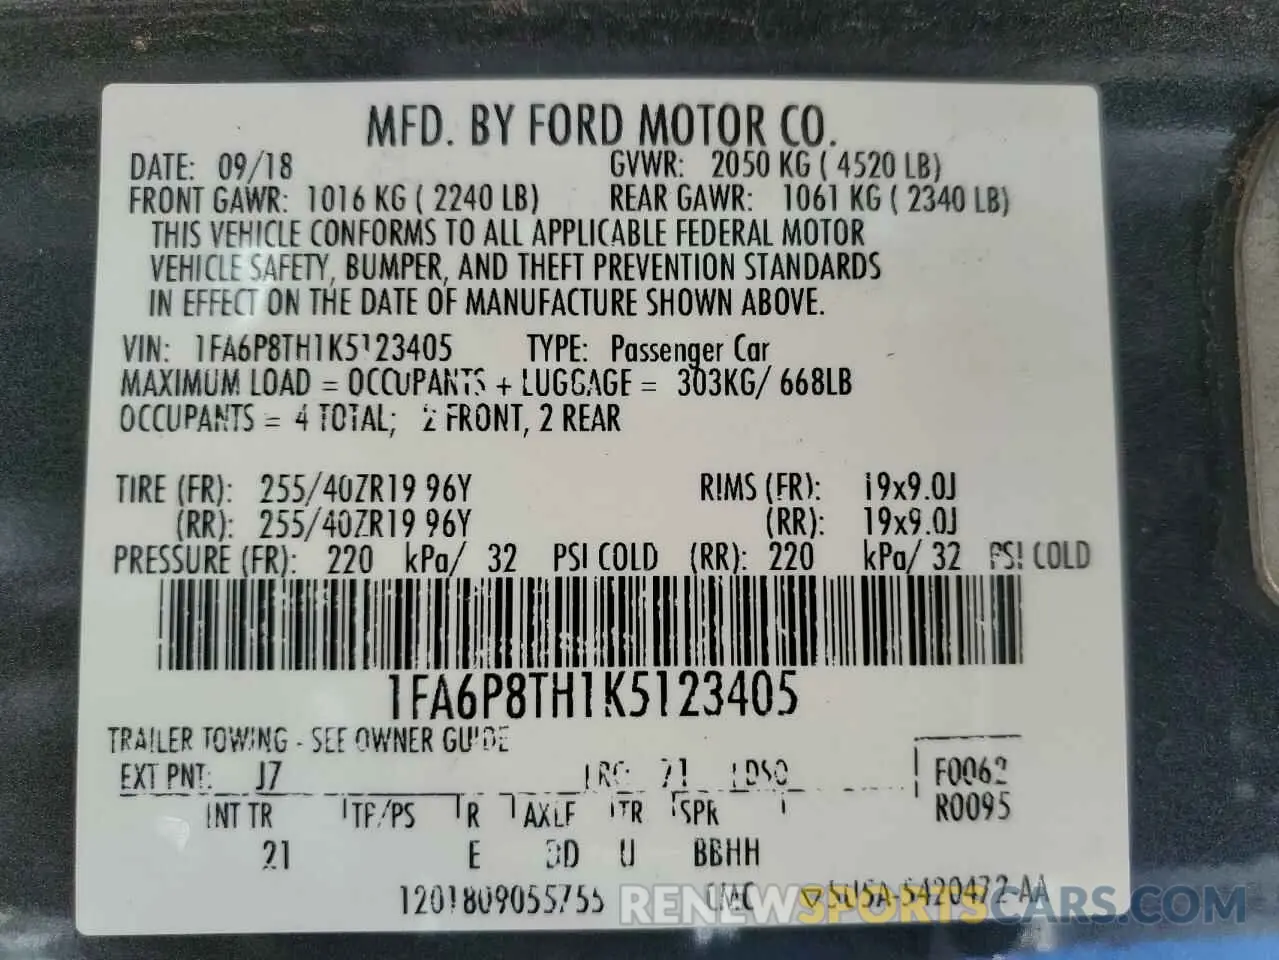 MFD. BY FORD MOTOR CO.
DATE: 09/18 GVWR: 2050 KG ( 4520 LB)
FRONT GAWR: 1016 KG ( 2240 LB) REAR GAWR: 1061 KG ( 2340 LB)
THIS VEHICLE CONFORMS TO ALL APPLICABLE FEDERAL MOTOR
VEHICLE SAFETY, BUMPER, AND THEFT PREVENTION STANDARDS
IN EFFECT ON THE DATE OF MANUFACTURE SHOWN ABOVE.
VIN: 1FA6P8TH1K5123405 TYPE: Passenger Car
MAXIMUM LOAD = OCCUPANTS + LUGGAGE = 303KG/ 668LB
OCCUPANTS = 4 TOTAL; 2 FRONT, 2 REAR
TIRE (FR): 255/40ZR19 96Y RIMS (FR): 19x9.0J
(RR): 255/40ZR19 96Y (RR): 19x9.0J
PRESSURE (FR): 220 kPa/ 32 PSI COLD (RR): 220 kPa/ 32 PSI COLD
1FA6P8TH1K5123405
TRAILER TOWING - SEE OWNER GUIDE
EXT PNT: J7 RC: 71 DSO F0062
INT TR TP/PS R AXLE TR SPR R0095
21 E U BBHH
1201809055755 5U5A-5420472-AA
RENEWSPORTSCARS.COM